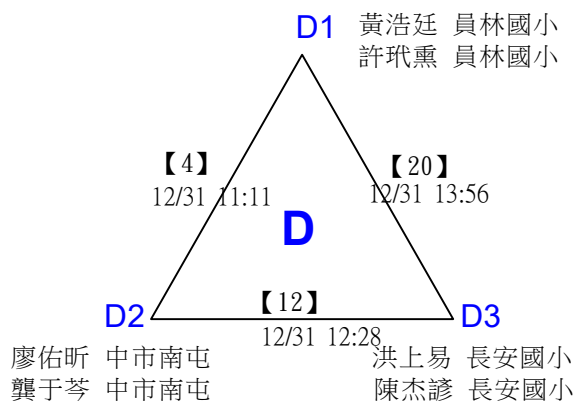 D1
黃浩廷 員林國小
許玳熏 員林國小
【4】
12/31 11:11
【20】
12/31 13:56
D
【12】
12/31 12:28
D2
D3
廖佑昕 中市南屯
龔于芩 中市南屯
洪上易 長安國小
陳杰諺 長安國小